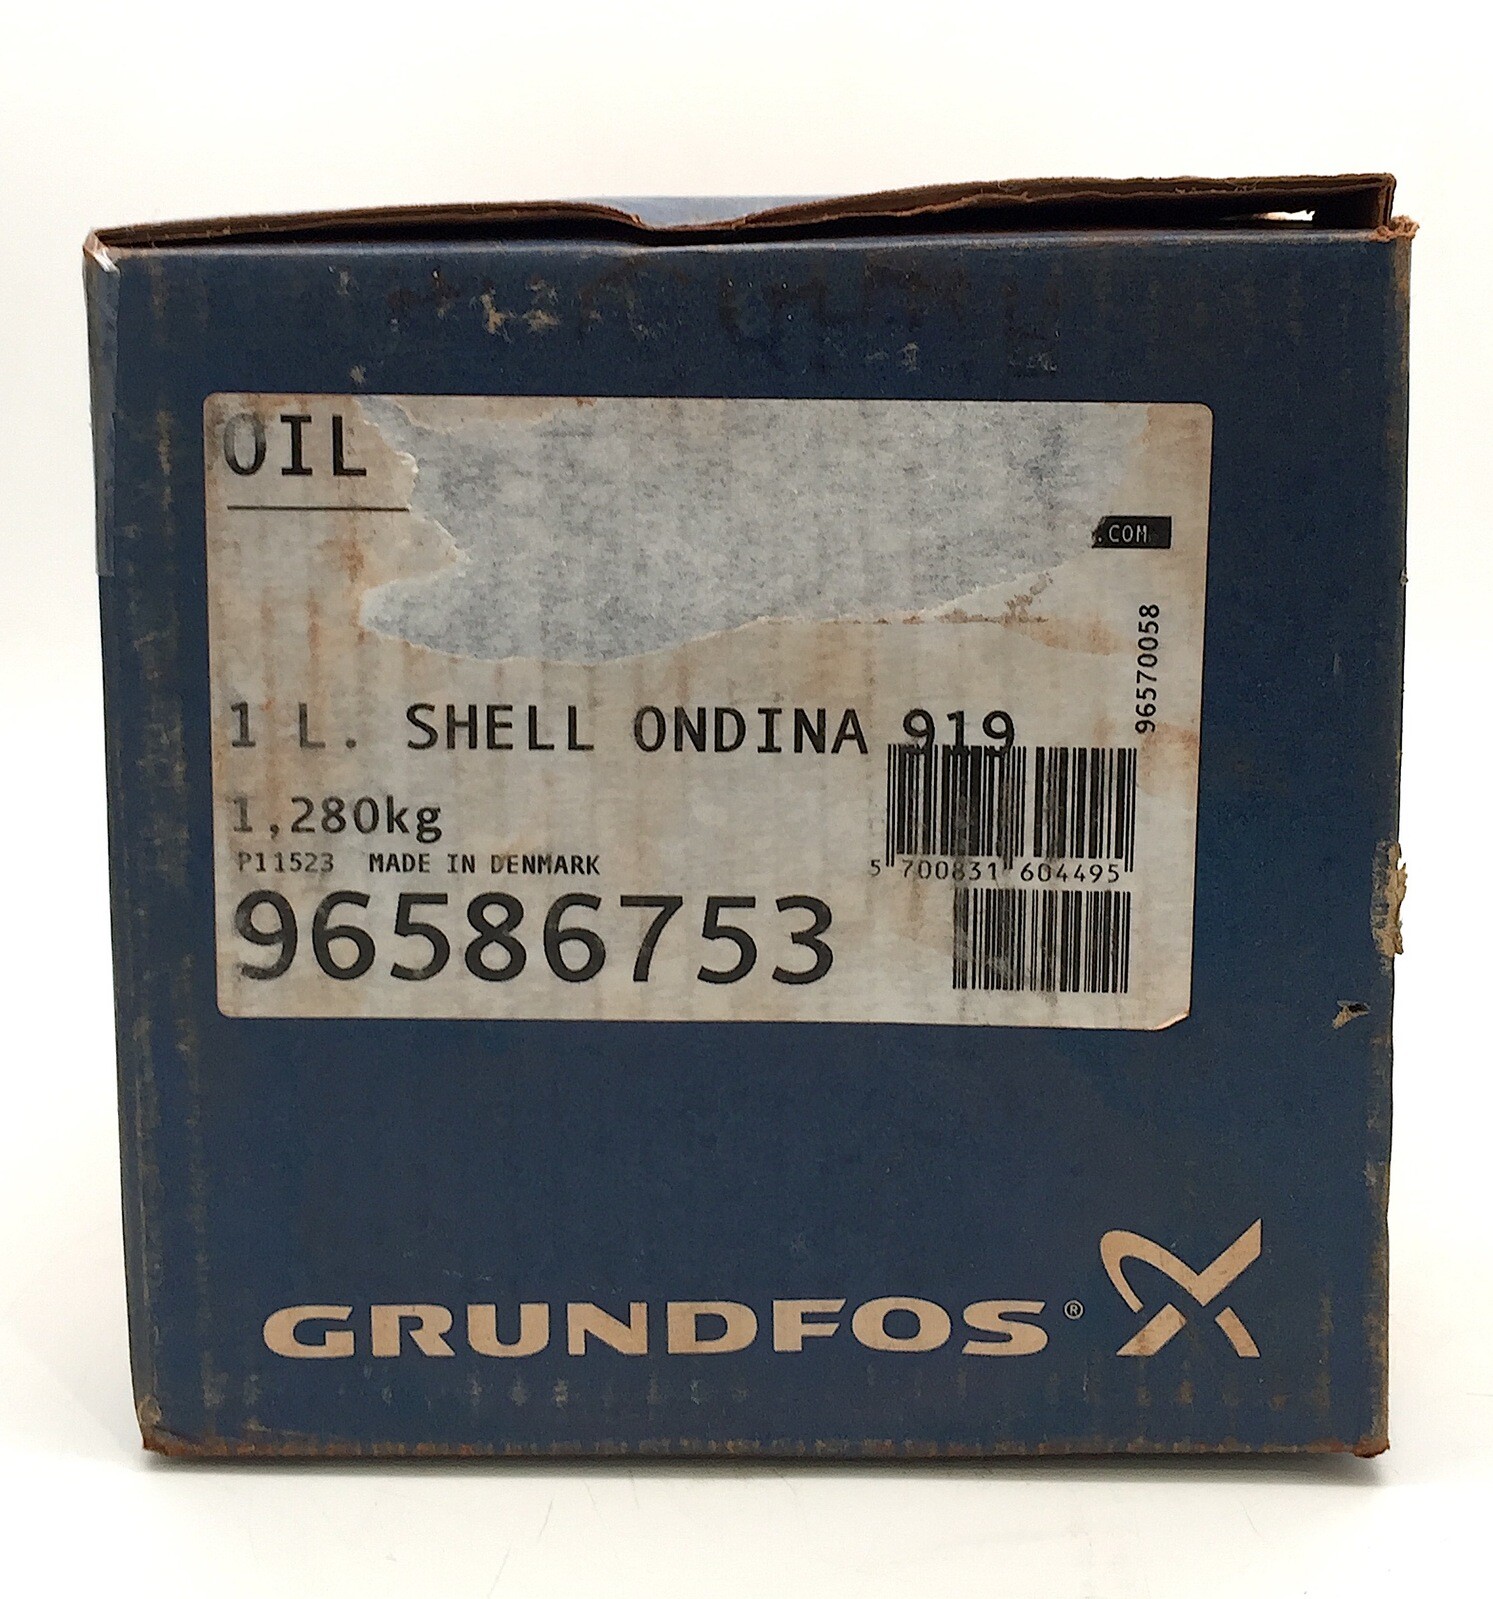 OIL
.COM
96570058
1 L. SHELL ONDINA 919
1,280kg
P11523 MADE IN DENMARK
5 700831 604495
96586753
GRUNDFOS®